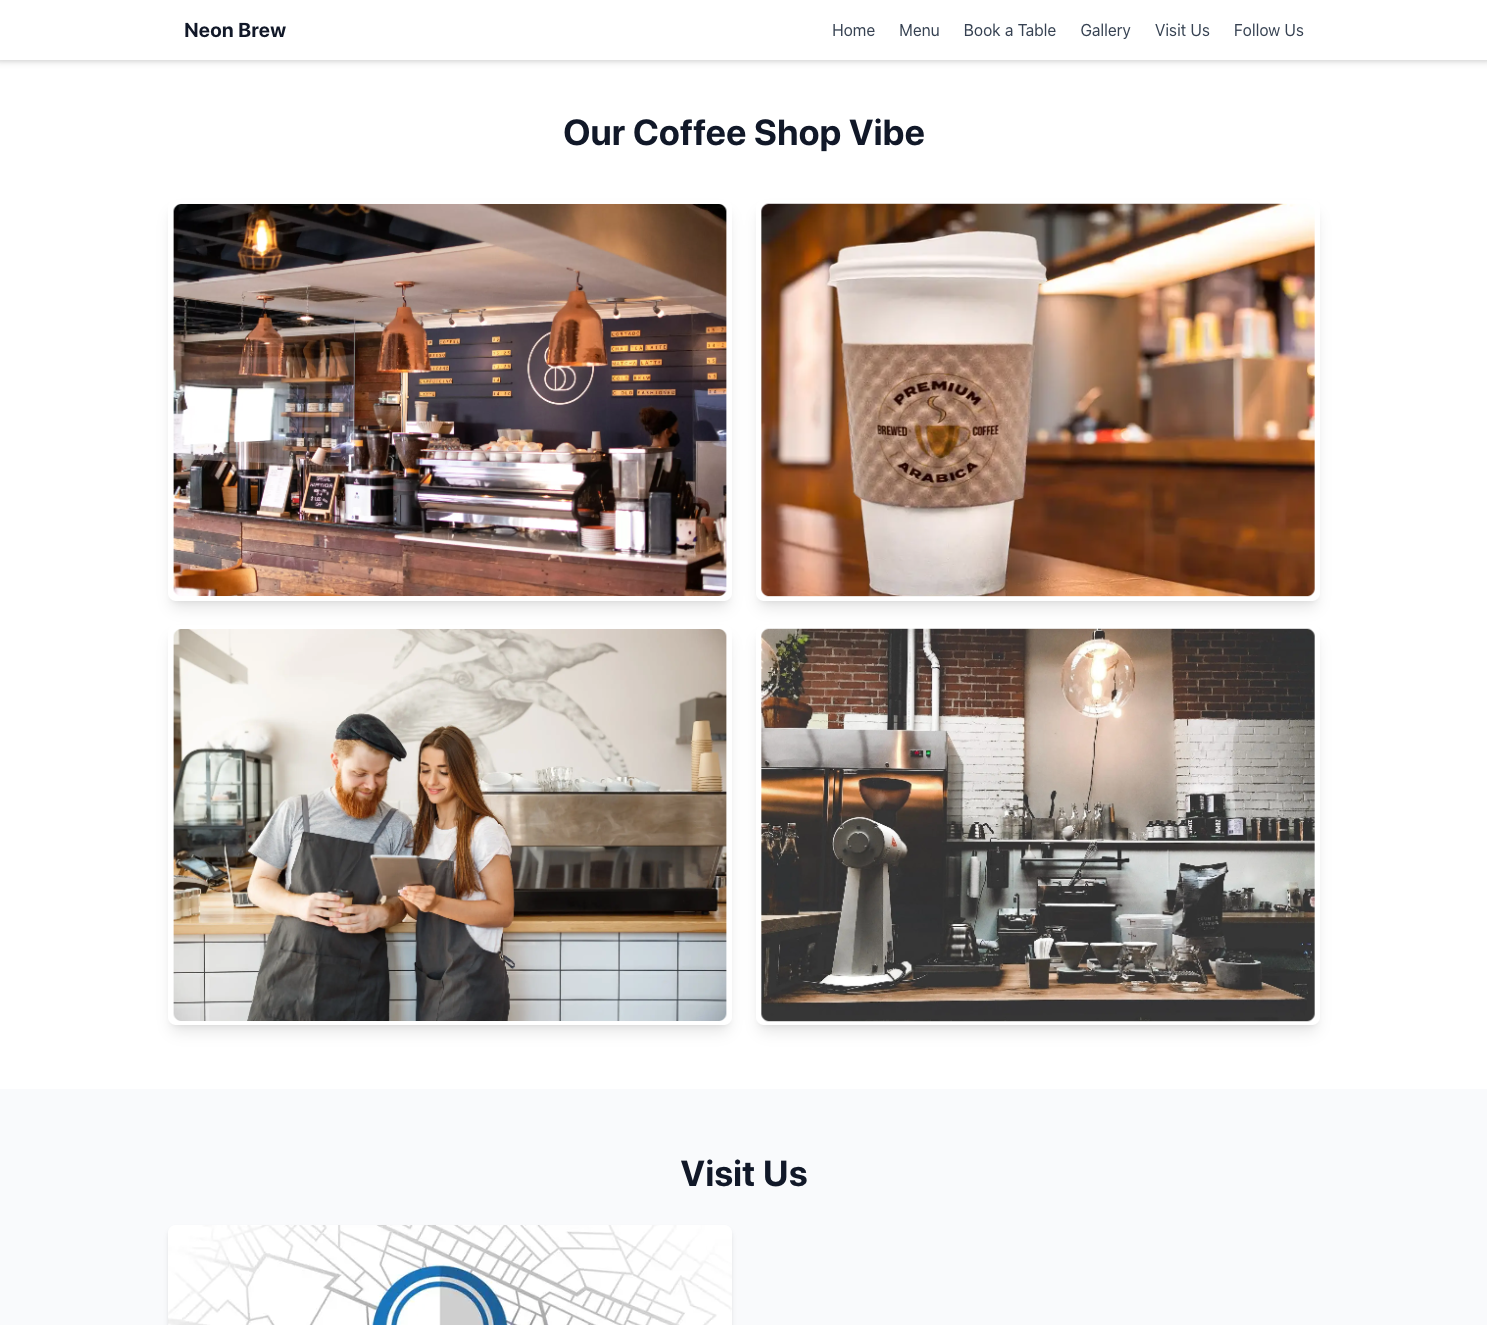 Neon Brew
Home Menu Book a Table Gallery Visit Us Follow Us
Our Coffee Shop Vibe
PREMIUM
BREWED COFFEE
ARABICA
Visit Us